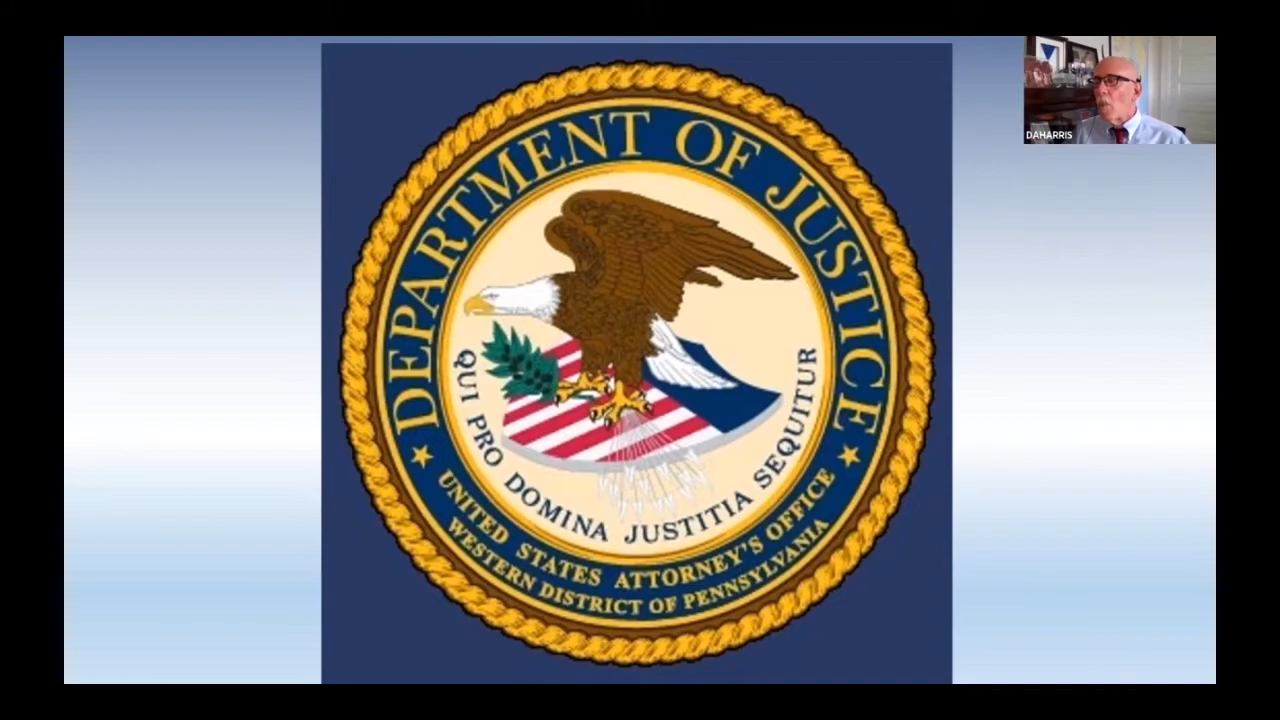 DEPARTMENT OF JUSTICE
QUI PRO DOMINA JUSTITIA SEQUITUR
UNITED STATES ATTORNEY'S OFFICE
WESTERN DISTRICT OF PENNSYLVANIA
DAHARRIS